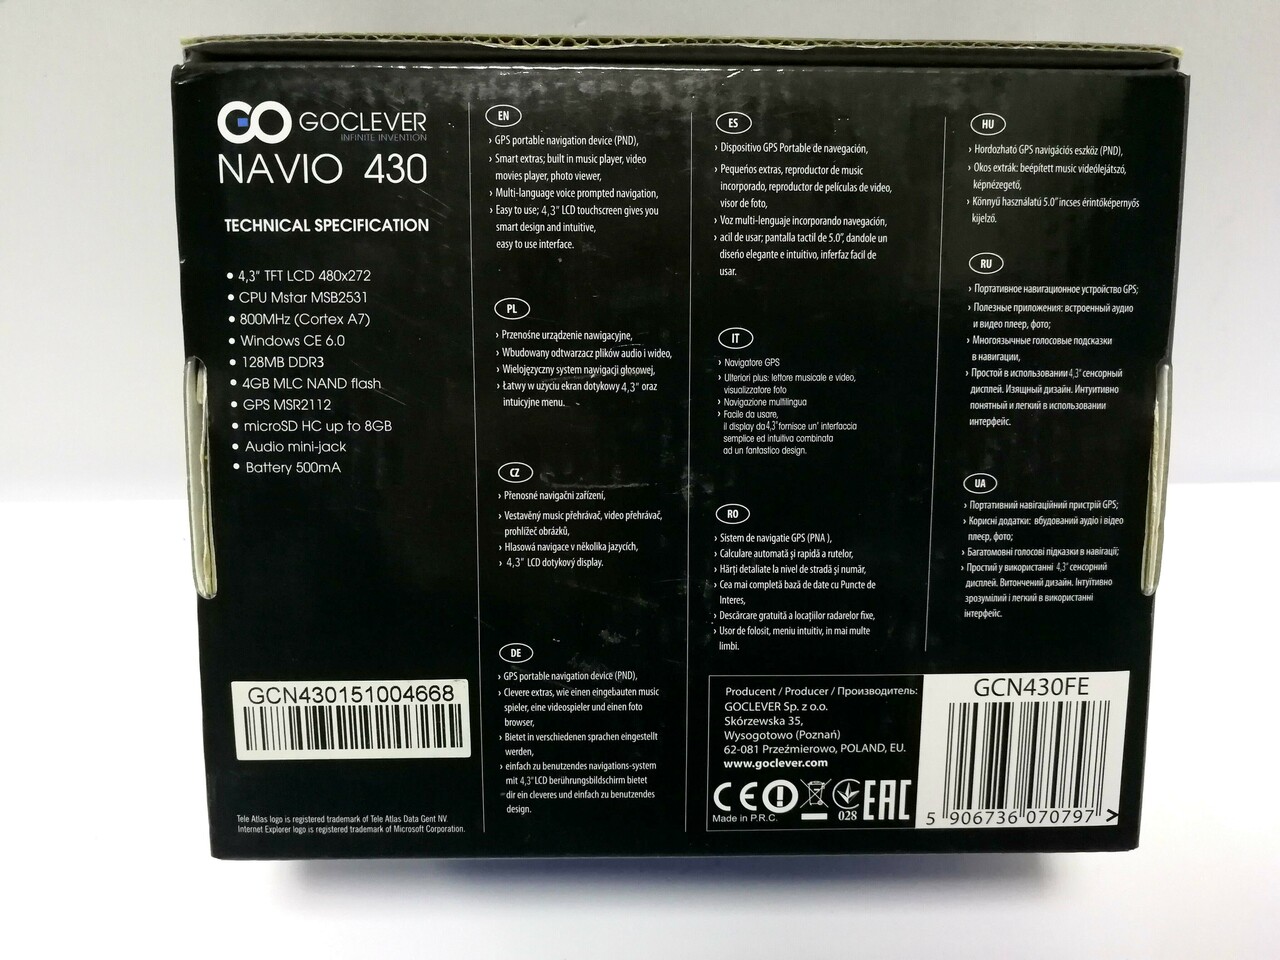 GOCLEVER
INFINITE INVENTION
NAVIO 430
TECHNICAL SPECIFICATION
• 4,3" TFT LCD 480x272
• CPU Mstar MSB2531
• 800MHz (Cortex A7)
• Windows CE 6.0
• 128MB DDR3
• 4GB MLC NAND flash
• GPS MSR2112
• microSD HC up to 8GB
• Audio mini-jack
• Battery 500mA
GCN430151004668
Tele Atlas logo is registered trademark of Tele Atlas Data Gent NV
Internet Explorer logo is registered trademark of Microsoft Corporation.
EN
› GPS portable navigation device (PND),
› Smart extras; built in music player, video
movies player, photo viewer,
› Multi-language voice prompted navigation,
› Easy to use; 4,3" LCD touchscreen gives you
smart design and intuitive,
easy to use interface.
PL
› Przenośne urządzenie nawigacyjne,
› Wbudowany odtwarzacz plików audio i wideo,
› Wielojęzyczny system nawigacji głosowej,
› Łatwy w użyciu ekran dotykowy 4,3" oraz
intuicyjne menu.
CZ
› Přenosné navigační zařízení,
› Vestavěný music přehrávač, video přehrávač,
prohlížeč obrázků,
› Hlasová navigace v několika jazycích,
› 4,3" LCD dotykový display.
DE
› GPS portable navigation device (PND),
› Clevere extras, wie einen eingebauten music
spieler, eine videospieler und einen foto
browser,
› Bietet in verschiedenen sprachen eingestellt
werden,
› einfach zu benutzendes navigations-system
mit 4,3" LCD berührungsbildschirm bietet
dir ein cleveres und einfach zu benutzendes
design.
ES
› Dispositivo GPS Portable de navegación,
› Pequeños extras, reproductor de music
incorporado, reproductor de películas de video,
visor de foto,
› Voz multi-lenguaje incorporando navegación,
› acil de usar; pantalla tactil de 5.0", dandole un
diseño elegante e intuitivo, inferfaz facil de
usar.
IT
› Navigatore GPS
› Ulteriori plus: lettore musicale e video,
visualizzatore foto
› Navigazione multilingua
› Facile da usare,
il display da 4,3" fornisce un' interfaccia
semplice ed intuitiva combinata
ad un fantastico design.
RO
› Sistem de navigatie GPS (PNA ),
› Calculare automată și rapidă a rutelor,
› Hărți detaliate la nivel de stradă și număr,
› Cea mai completă bază de date cu Puncte de
Interes,
› Descărcare gratuită a locațiilor radarelor fixe,
› Usor de folosit, meniu intuitiv, in mai multe
limbi.
HU
› Hordozható GPS navigációs eszköz (PND),
› Okos extrák: beépített music videólejátszó,
képnézegető,
› Könnyű használatú 5.0" incses érintőképernyős
kijelző.
RU
› Портативное навигационное устройство GPS;
› Полезные приложения: встроенный аудио
и видео плеер, фото;
› Многоязычные голосовые подсказки
в навигации,
› Простой в использовании 4,3" сенсорный
дисплей. Изящный дизайн. Интуитивно
понятный и легкий в использовании
интерфейс.
UA
› Портативний навігаційний пристрій GPS;
› Корисні додатки: вбудований аудіо і відео
плеєр, фото;
› Багатомовні голосові підказки в навігації;
› Простий у використанні 4,3" сенсорний
дисплей. Витончений дизайн. Інтуїтивно
зрозумілий і легкий в використанні
інтерфейс.
Producent / Producer / Производитель:
GOCLEVER Sp. z o.o.
Skórzewska 35,
Wysogotowo (Poznań)
62-081 Przeźmierowo, POLAND, EU.
www.goclever.com
CE 028 EAC
Made in P.R.C.
GCN430FE
5 906736 070797 >